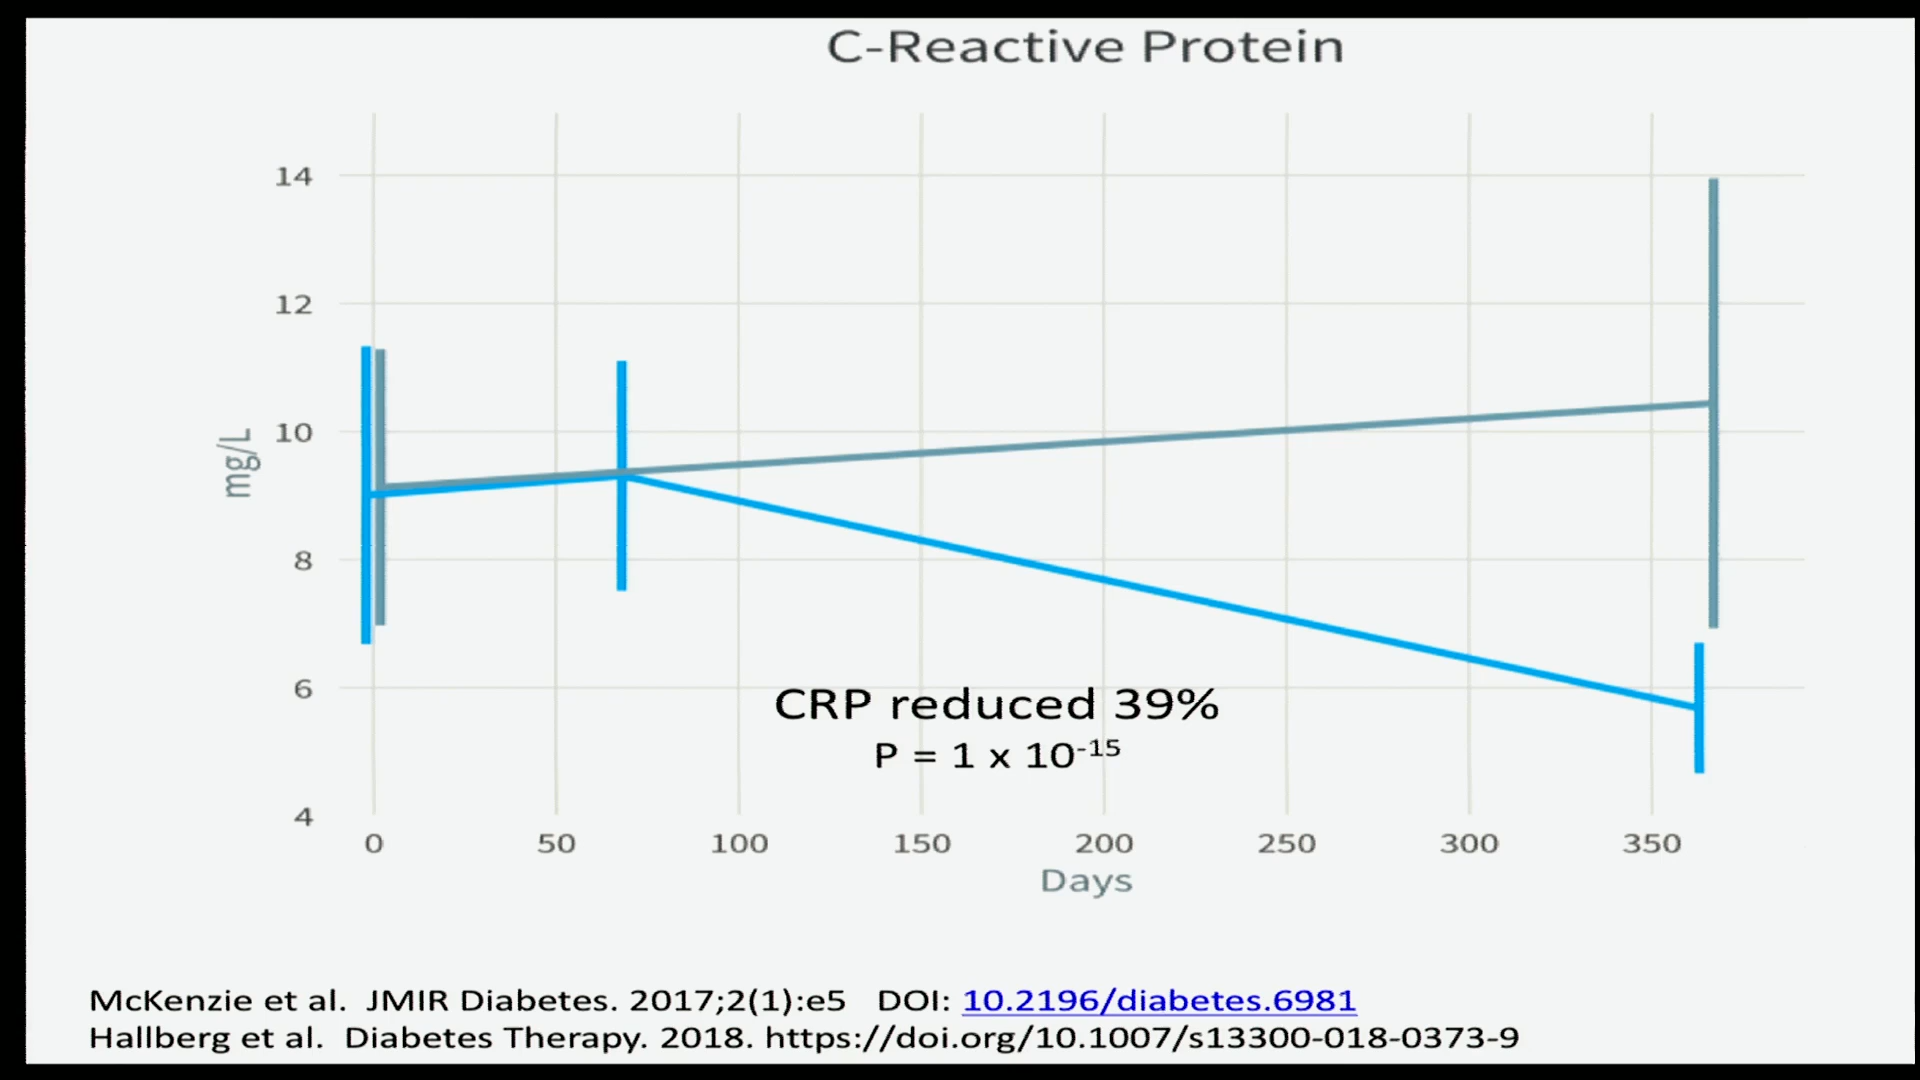 C-Reactive Protein
14
12
10
8
6
4
mg/L
CRP reduced 39%
P = 1 x 10⁻¹⁵
0 50 100 150 200 250 300 350
Days
McKenzie et al. JMIR Diabetes. 2017;2(1):e5 DOI: 10.2196/diabetes.6981
Hallberg et al. Diabetes Therapy. 2018. https://doi.org/10.1007/s13300-018-0373-9